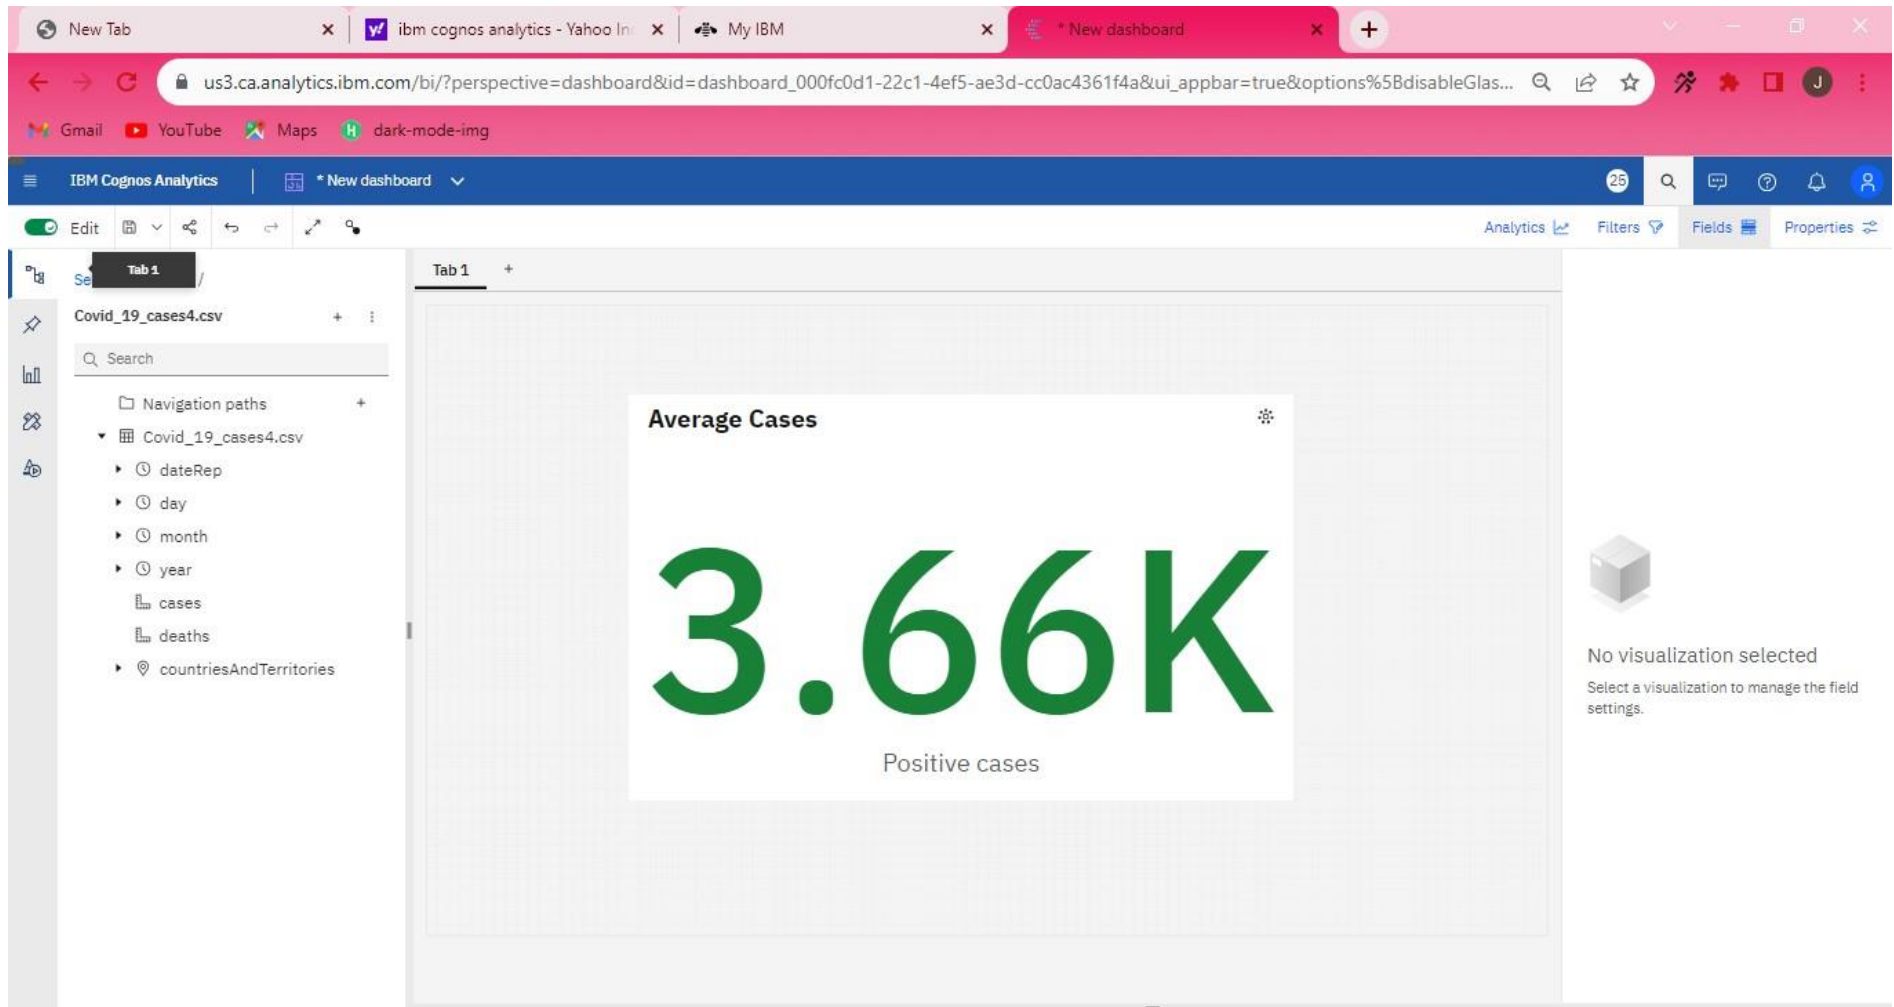 New Tab
ibm cognos analytics - Yahoo In
My IBM
* New dashboard
us3.ca.analytics.ibm.com/bi/?perspective=dashboard&id=dashboard_000fc0d1-22c1-4ef5-ae3d-cc0ac4361f4a&ui_appbar=true&options%5BdisableGlas...
J
Gmail
YouTube
Maps
dark-mode-img
IBM Cognos Analytics
* New dashboard
25
Edit
Analytics
Filters
Fields
Properties
Tab 1
Se /
Tab 1 +
Covid_19_cases4.csv
Search
Navigation paths +
Covid_19_cases4.csv
dateRep
day
month
year
cases
deaths
countriesAndTerritories
Average Cases
3.66K
Positive cases
No visualization selected
Select a visualization to manage the field
settings.